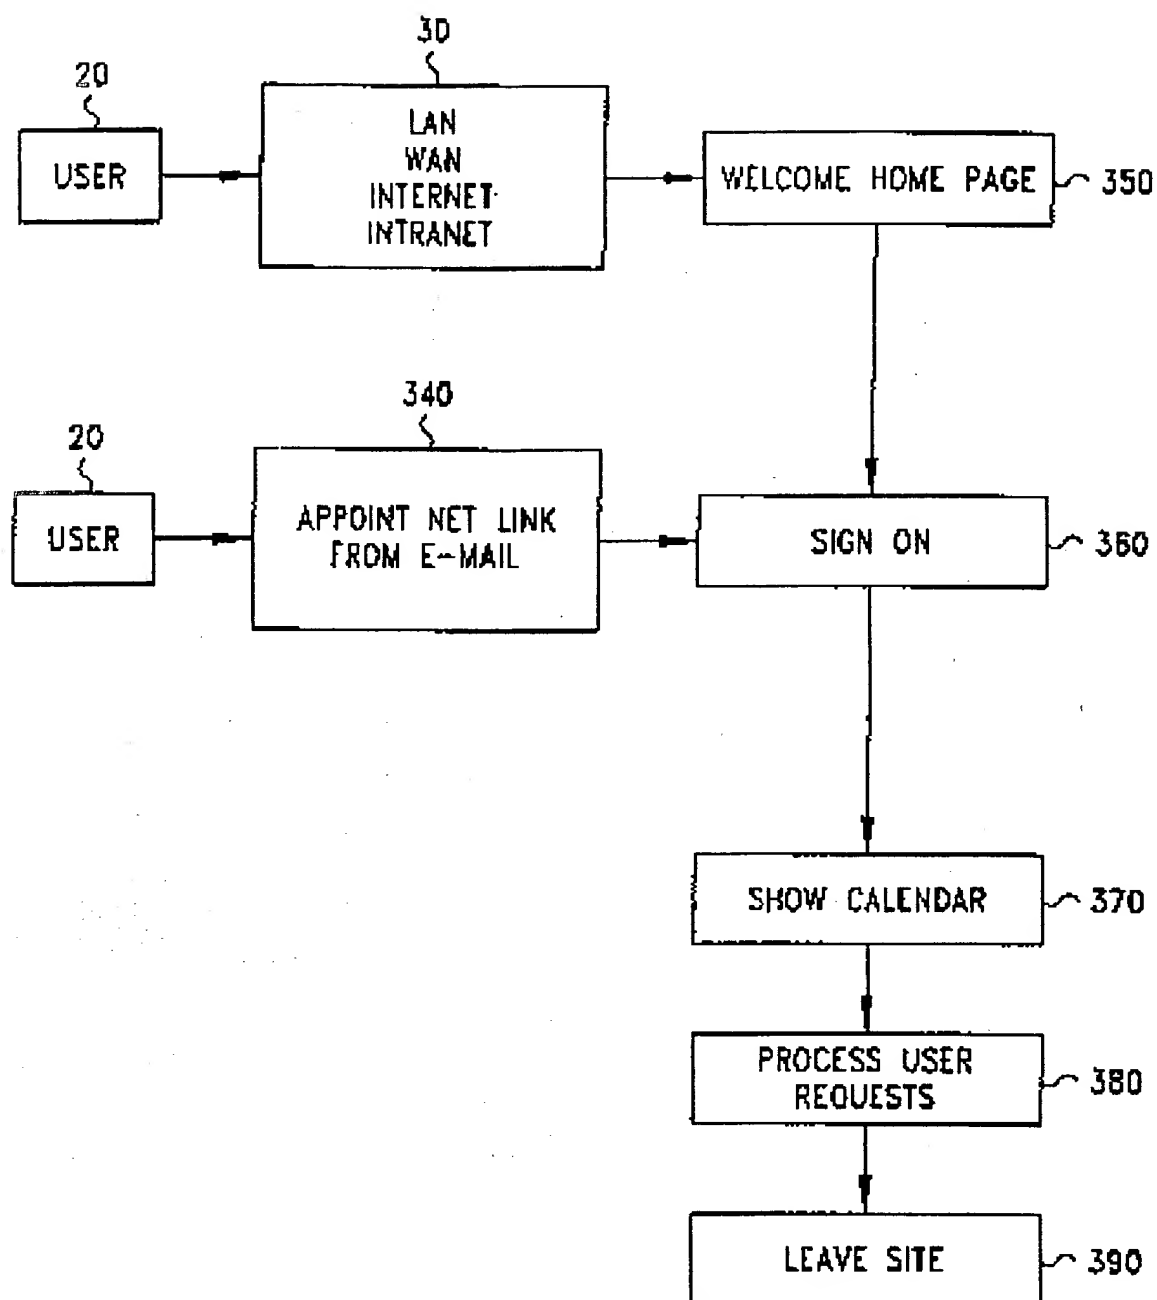 30
20
USER
LAN
WAN
INTERNET
INTRANET
WELCOME HOME PAGE
350
340
20
USER
APPOINT NET LINK
FROM E-MAIL
SIGN ON
360
SHOW CALENDAR
370
PROCESS USER
REQUESTS
380
LEAVE SITE
390